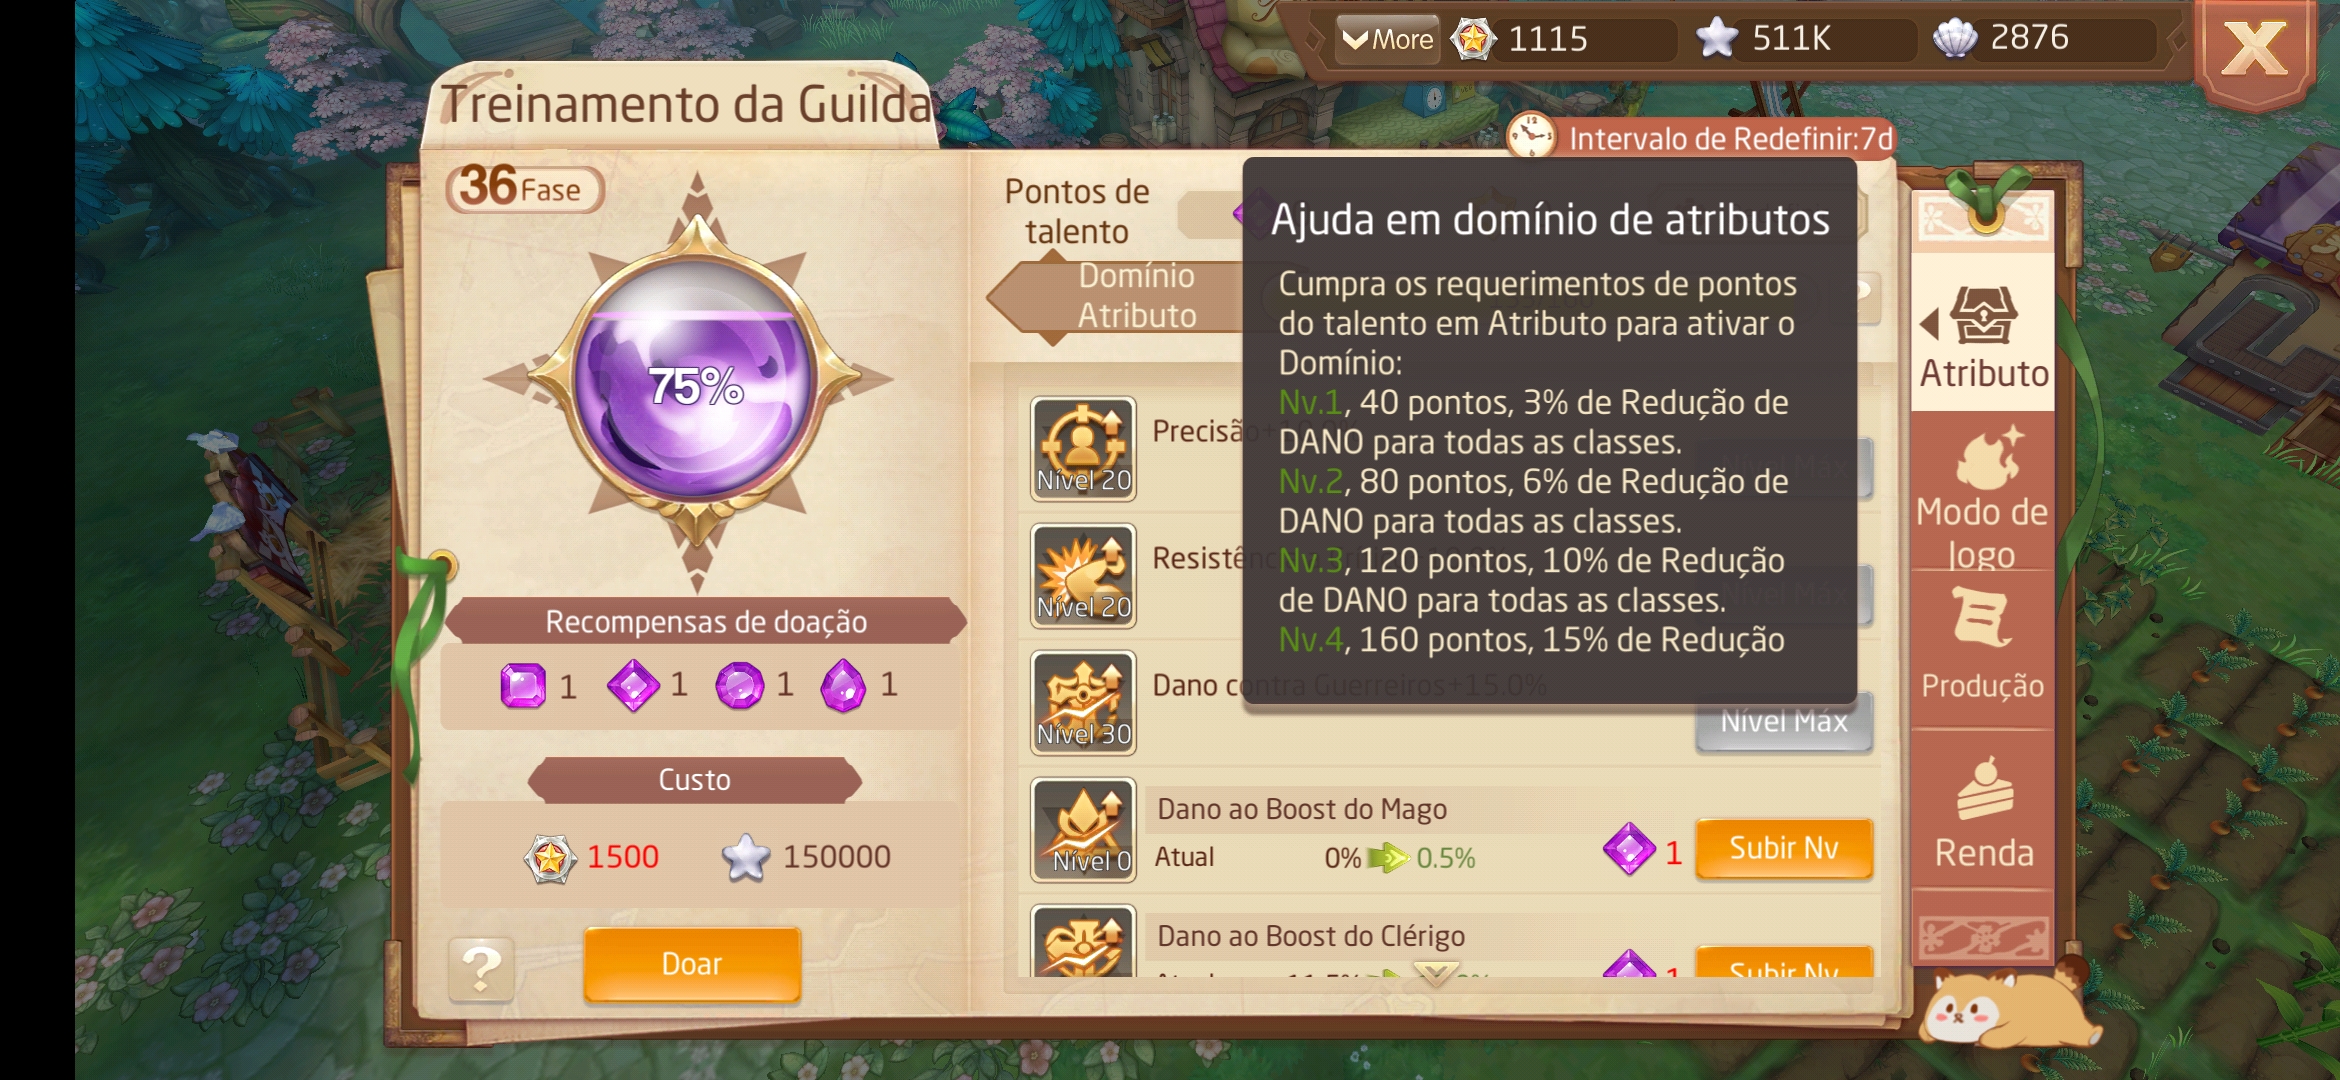 More
1115
511K
2876
Treinamento da Guilda
Intervalo de Redefinir:7d
36 Fase
75%
Recompensas de doação
1
1
1
1
Custo
1500
150000
?
Doar
Pontos de
talento
Domínio
Atributo
Ajuda em domínio de atributos
Cumpra os requerimentos de pontos
do talento em Atributo para ativar o
Domínio:
Nv.1, 40 pontos, 3% de Redução de
DANO para todas as classes.
Nv.2, 80 pontos, 6% de Redução de
DANO para todas as classes.
Nv.3, 120 pontos, 10% de Redução
de DANO para todas as classes.
Nv.4, 160 pontos, 15% de Redução
Precisão
Nível 20
Nível 20
Dano contra Guerreiros+15.0%
Nível 30
Nível Máx
Dano ao Boost do Mago
Nível 0
Atual
0%
0.5%
1
Subir Nv
Dano ao Boost do Clérigo
1
Subir Nv
Atributo
Modo de
Jogo
Produção
Renda